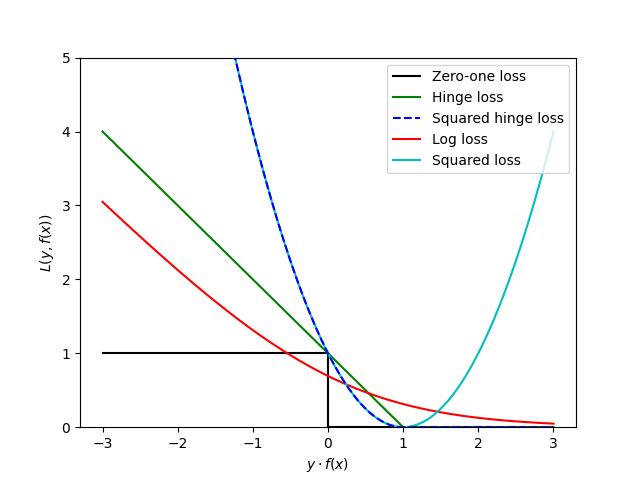 5
4
3
2
1
0
L(y, f(x))
Zero-one loss
Hinge loss
Squared hinge loss
Log loss
Squared loss
−3 −2 −1 0 1 2 3
y · f(x)